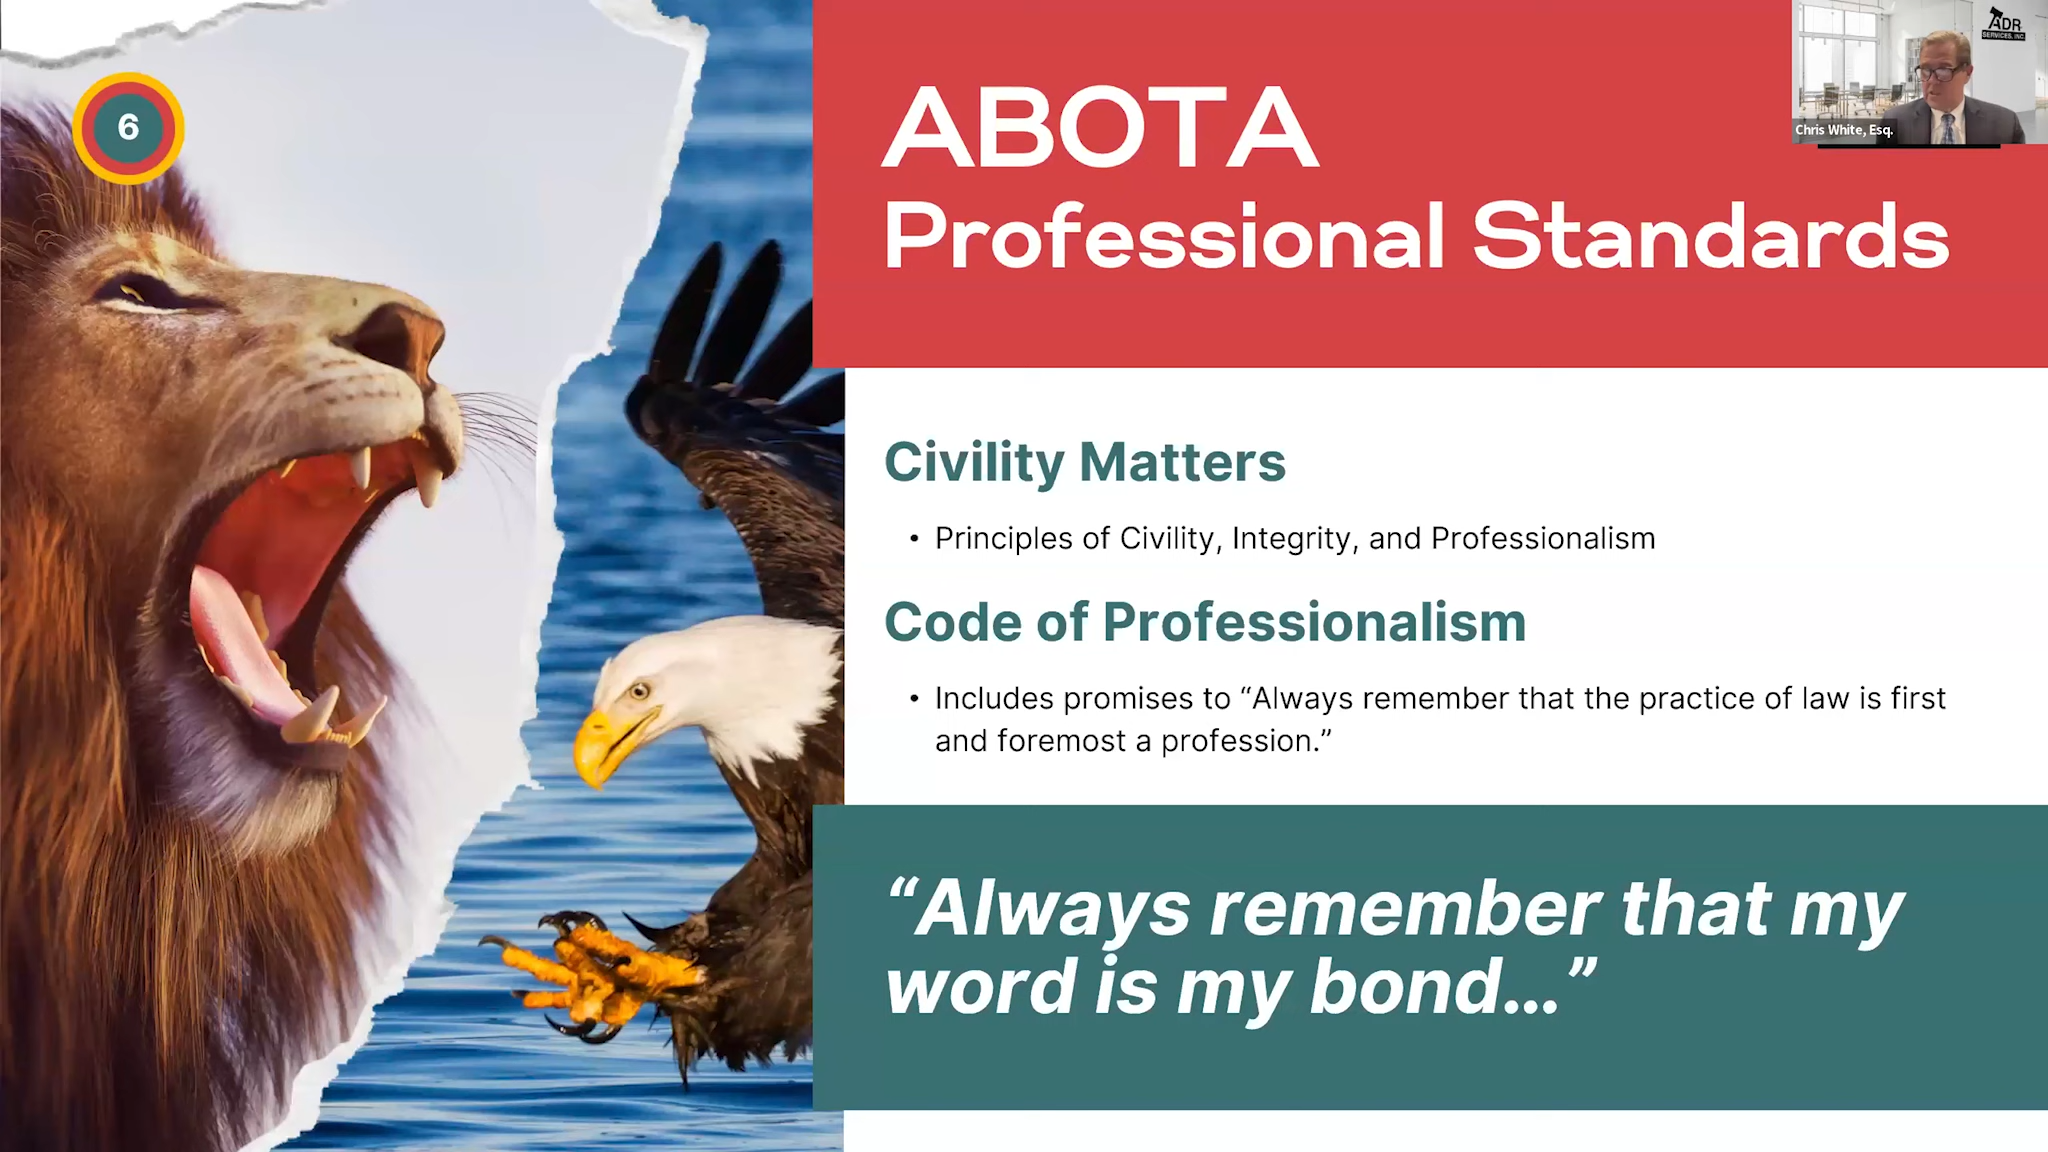 6
ABOTA
Professional Standards
ADR
SERVICES, INC.
Chris White, Esq.
Civility Matters
• Principles of Civility, Integrity, and Professionalism
Code of Professionalism
• Includes promises to “Always remember that the practice of law is first
and foremost a profession.”
“Always remember that my
word is my bond...”